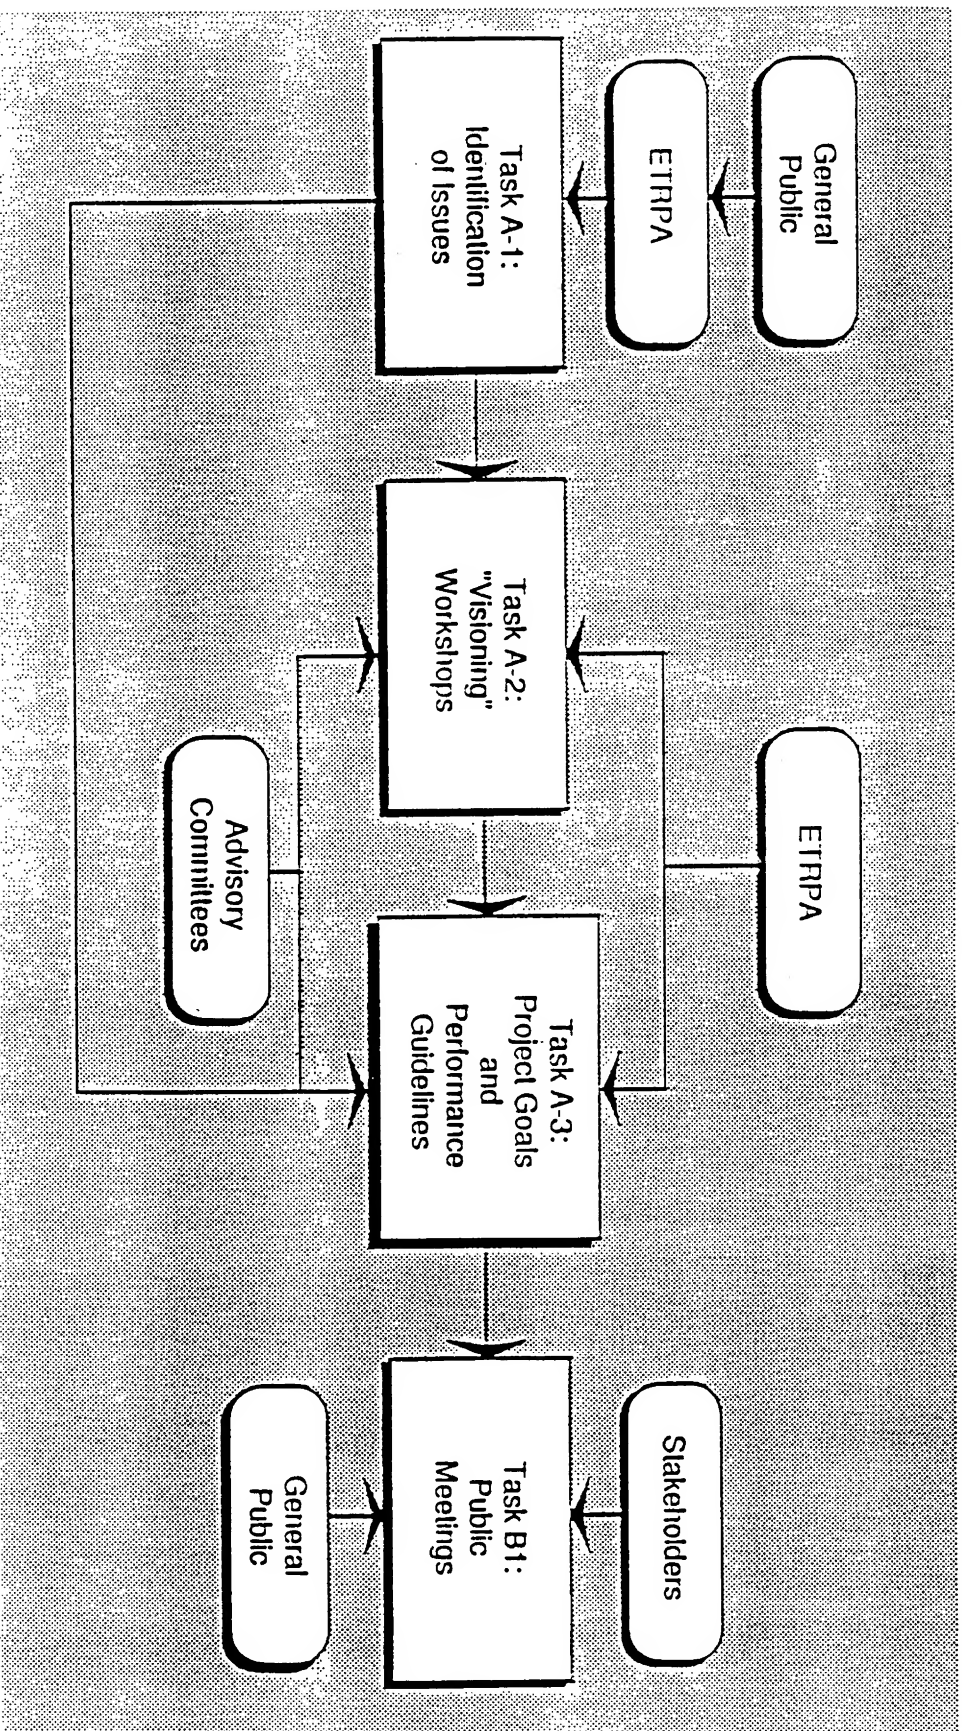 General
Public
ETRPA
Task A-1:
Identification
of Issues
ETRPA
Task A-2:
"Visioning"
Workshops
Advisory
Committees
Task A-3:
Project Goals
and
Performance
Guidelines
Stakeholders
Task B1:
Public
Meetings
General
Public